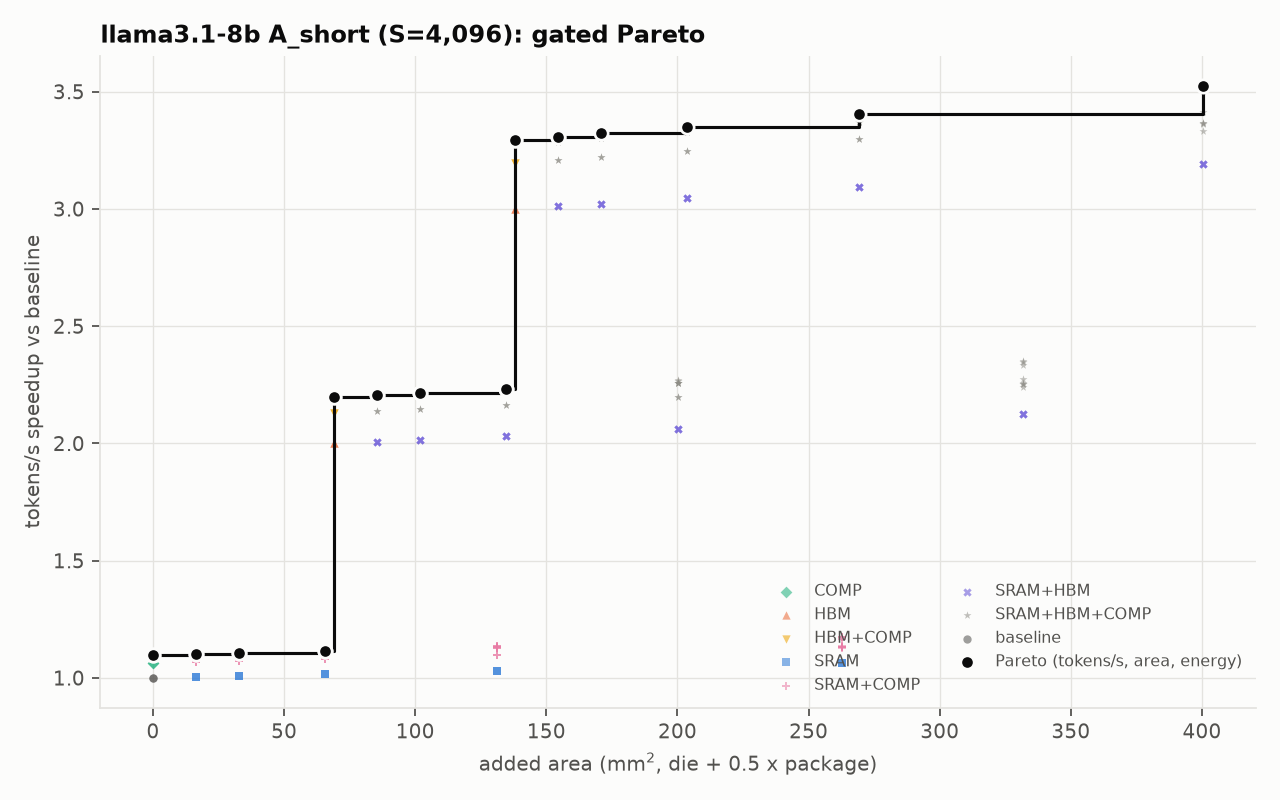 llama3.1-8b A_short (S=4,096): gated Pareto
tokens/s speedup vs baseline
3.5
3.0
2.5
2.0
1.5
1.0
0 50 100 150 200 250 300 350 400
added area (mm², die + 0.5 x package)
COMP
HBM
HBM+COMP
SRAM
SRAM+COMP
SRAM+HBM
SRAM+HBM+COMP
baseline
Pareto (tokens/s, area, energy)